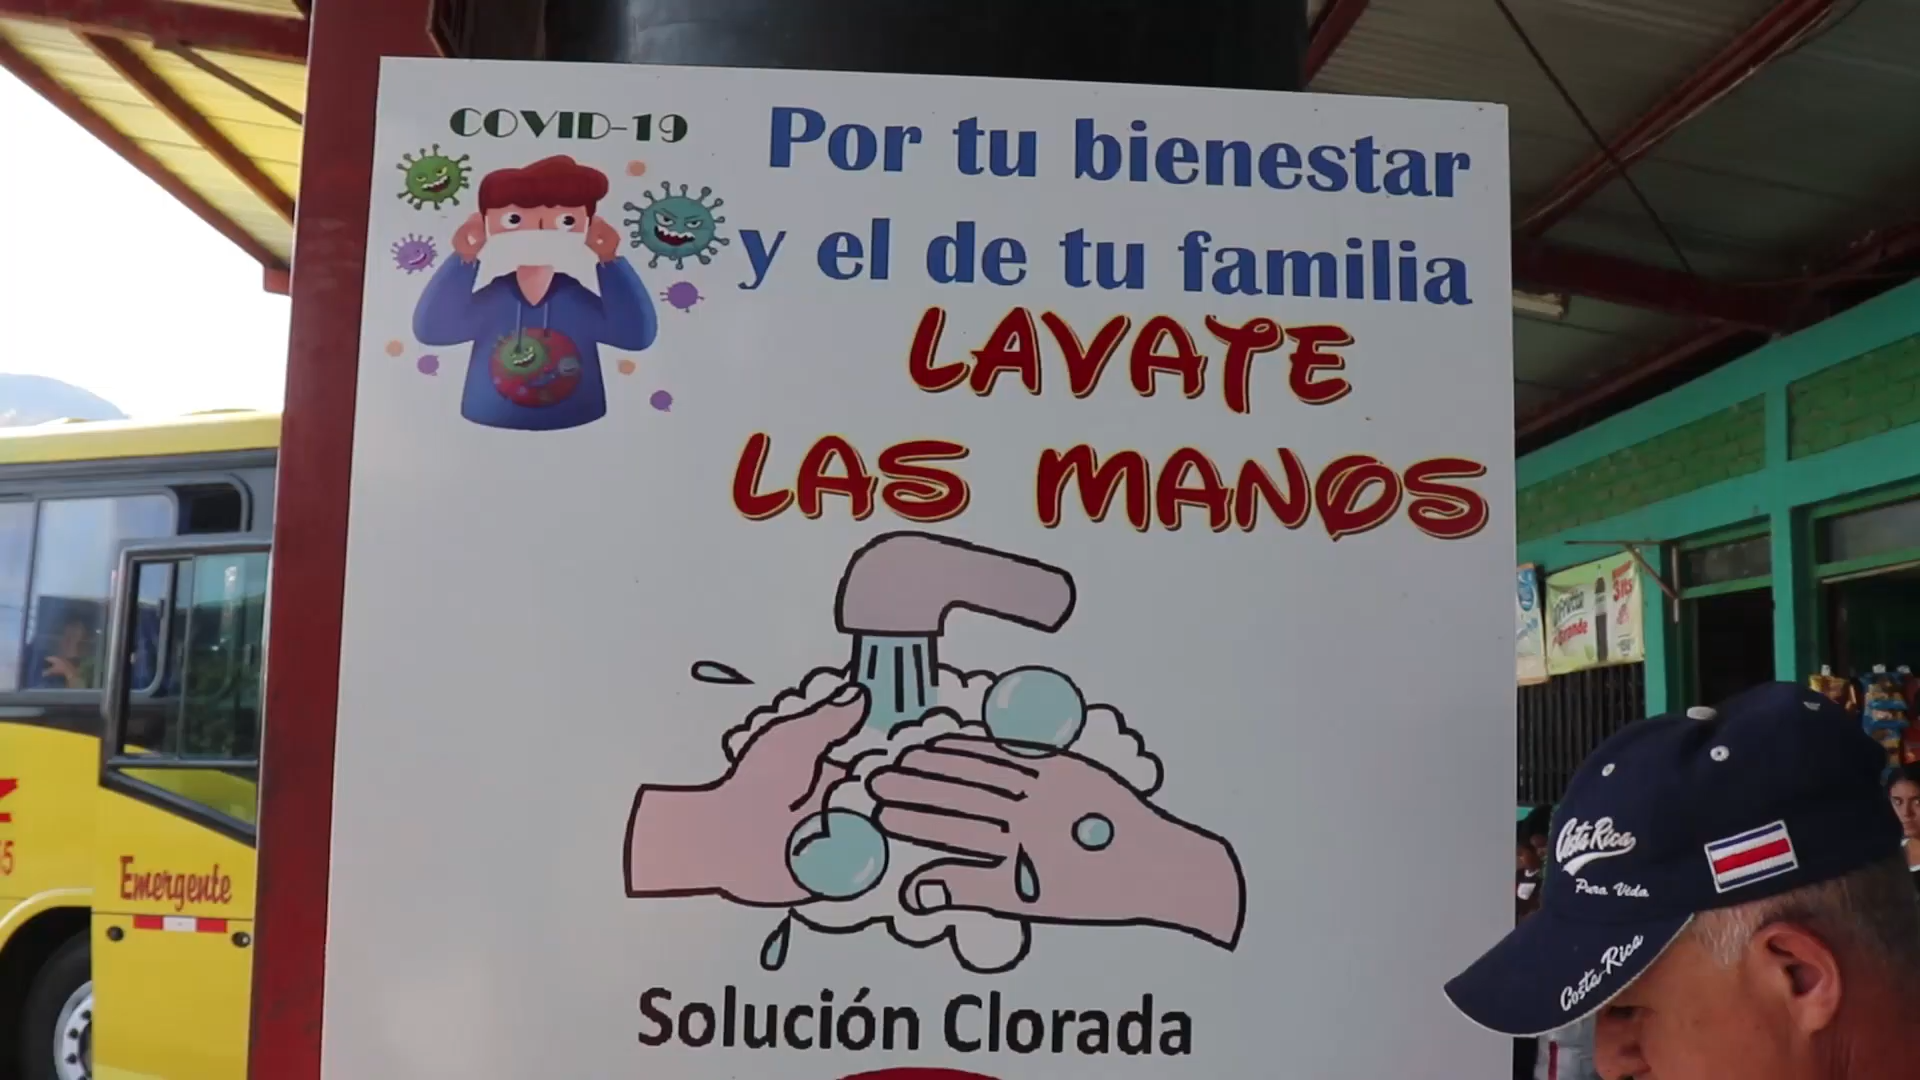 COVID-19
Por tu bienestar
y el de tu familia
LAVATE
LAS MANOS
Solución Clorada
Emergente
Costa Rica
Pura Vida
Costa Rica